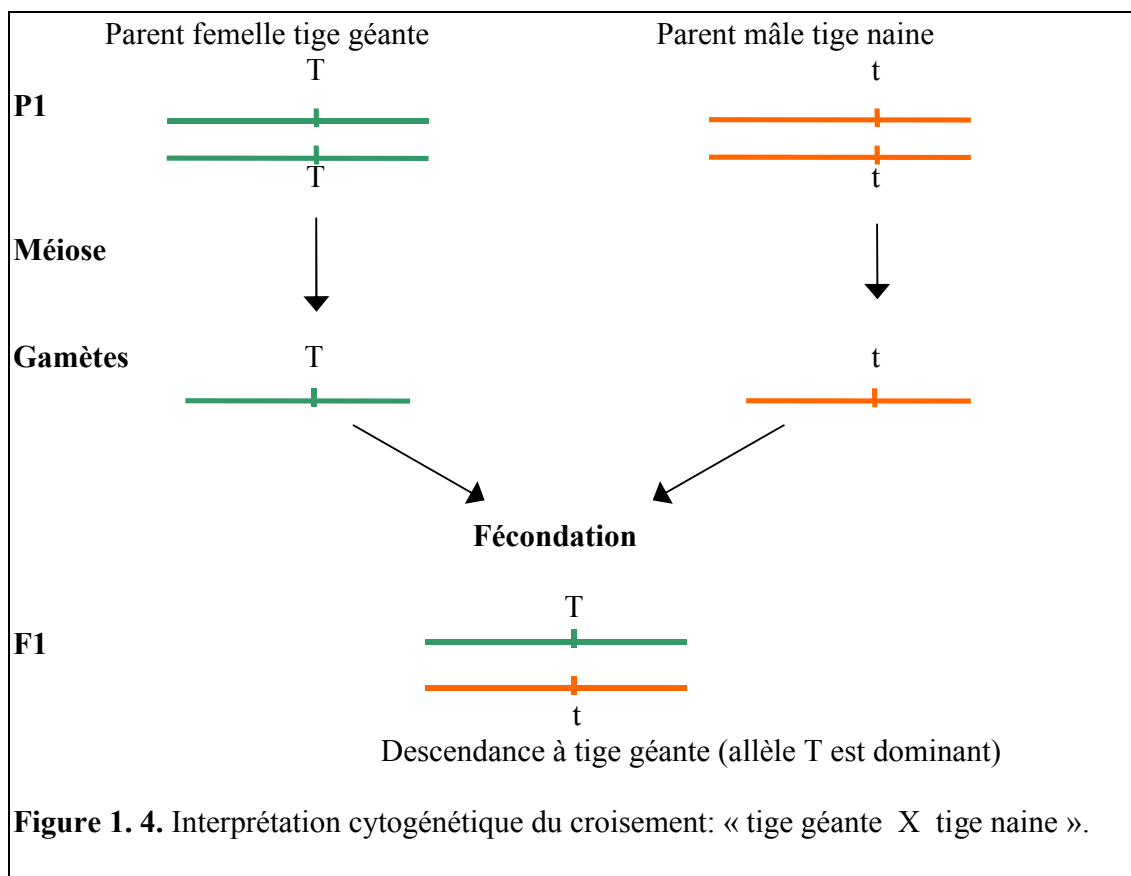 Parent femelle tige géante Parent mâle tige naine
T t
P1
T t
Méiose
Gamètes T t
Fécondation
T
F1
t
Descendance à tige géante (allèle T est dominant)
Figure 1. 4. Interprétation cytogénétique du croisement: « tige géante X tige naine ».